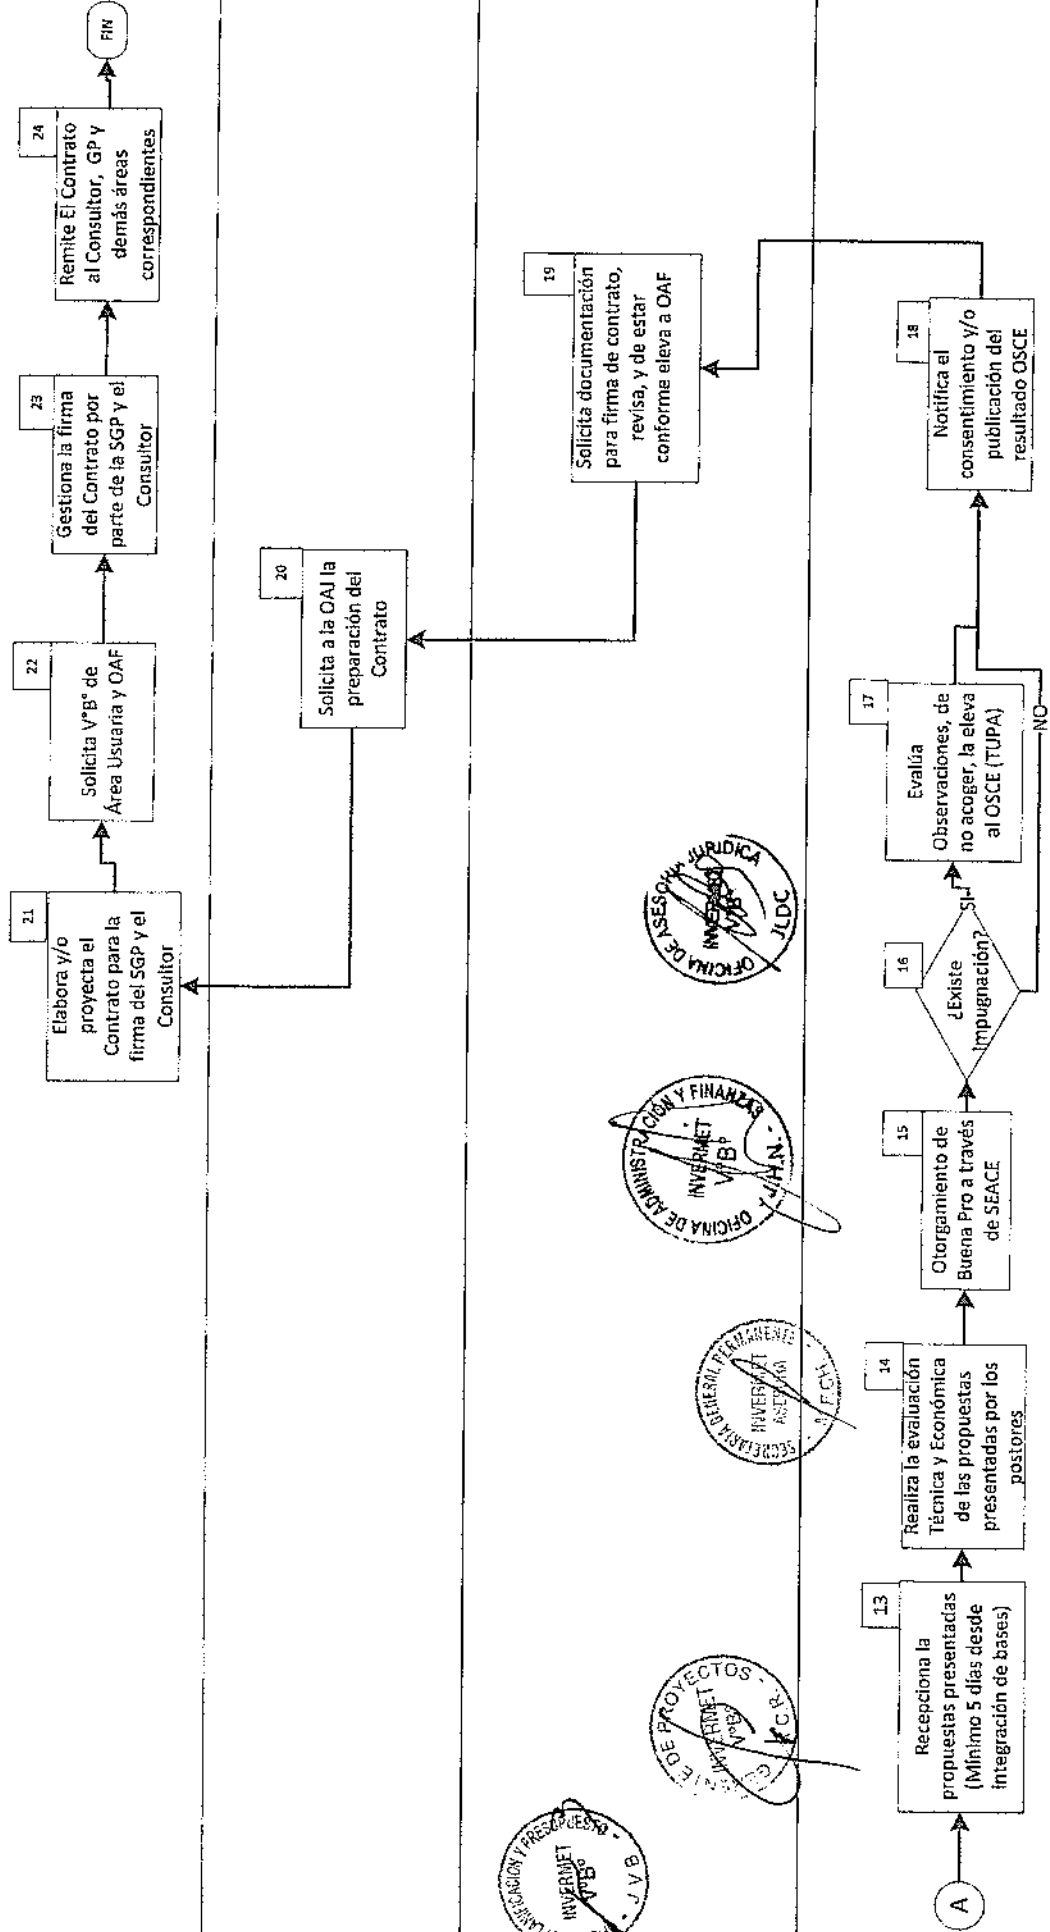 21
Elabora y/o
proyecta el
Contrato para la
firma del SGP y el
Consultor
22
Solicita V°B° de
Área Usuaria y OAF
23
Gestiona la firma
del Contrato por
parte de la SGP y el
Consultor
24
Remite El Contrato
al Consultor, GP y
demás áreas
correspondientes
FIN
20
Solicita a la OAJ la
preparación del
Contrato
19
Solicita documentación
para firma de contrato,
revisa, y de estar
conforme eleva a OAF
PLANIFICACIÓN Y PRESUPUESTO
INVERMET
V°B°
J V B
GERENTE DE PROYECTOS
INVERMET
V°B°
SECRETARIA GENERAL PERMANENTE
INVERMET
ASESORIA
OFICINA DE ADMINISTRACIÓN Y FINANZAS
INVERMET
V°B°
OFICINA DE ASESORIA JURIDICA
INVERMET
V°B°
JLDC
A
13
Recepciona la
propuestas presentadas
(Mínimo 5 días desde
integración de bases)
14
Realiza la evaluación
Técnica y Económica
de las propuestas
presentadas por los
postores
15
Otorgamiento de
Buena Pro a través
de SEACE
16
¿Existe
Impugnación?
SI
NO
17
Evalúa
Observaciones, de
no acoger, la eleva
al OSCE (TUPA)
18
Notifica el
consentimiento y/o
publicación del
resultado OSCE